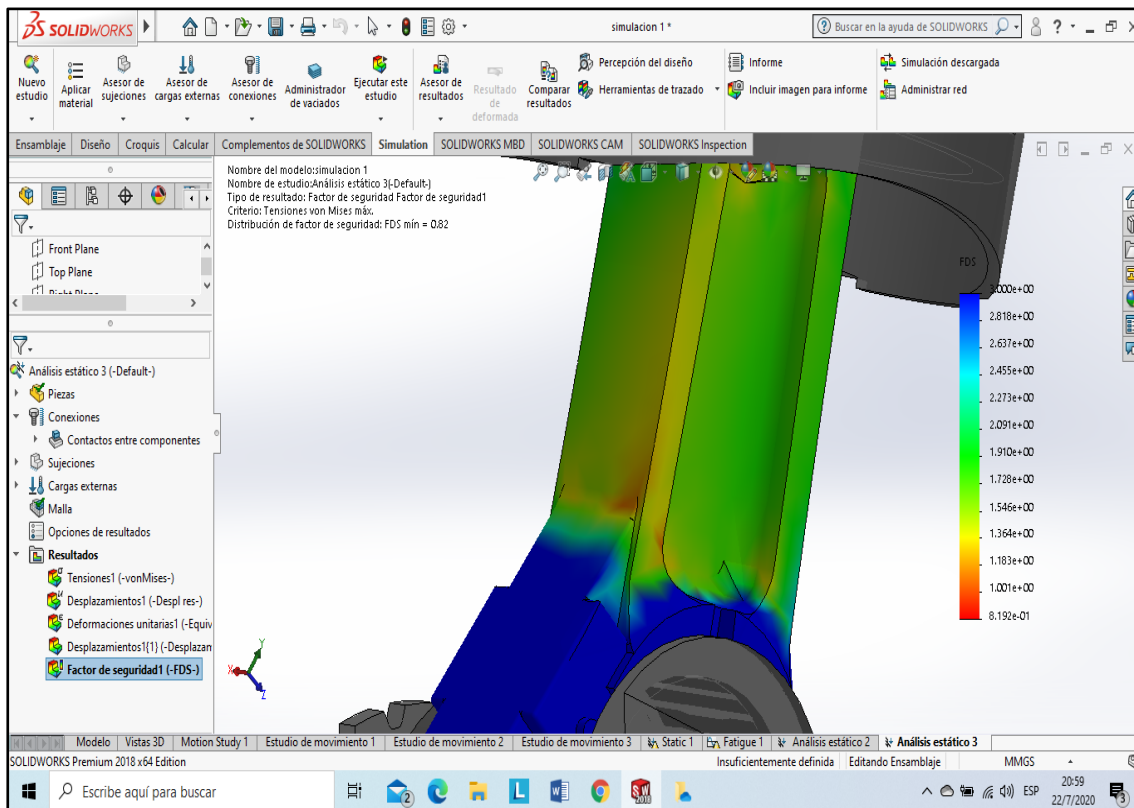 SOLIDWORKS
simulacion 1 *
Buscar en la ayuda de SOLIDWORKS
Nuevo estudio
Aplicar material
Asesor de sujeciones
Asesor de cargas externas
Asesor de conexiones
Administrador de vaciados
Ejecutar este estudio
Asesor de resultados
Resultado de deformada
Comparar resultados
Percepción del diseño
Herramientas de trazado
Informe
Incluir imagen para informe
Simulación descargada
Administrar red
Ensamblaje Diseño Croquis Calcular Complementos de SOLIDWORKS Simulation SOLIDWORKS MBD SOLIDWORKS CAM SOLIDWORKS Inspection
Nombre del modelo:simulacion 1
Nombre de estudio:Análisis estático 3(-Default-)
Tipo de resultado: Factor de seguridad Factor de seguridad1
Criterio: Tensiones von Mises máx.
Distribución de factor de seguridad: FDS mín = 0.82
Front Plane
Top Plane
Right Plane
Análisis estático 3 (-Default-)
Piezas
Conexiones
Contactos entre componentes
Sujeciones
Cargas externas
Malla
Opciones de resultados
Resultados
Tensiones1 (-vonMises-)
Desplazamientos1 (-Despl res-)
Deformaciones unitarias1 (-Equiv
Desplazamientos1{1} (-Desplazan
Factor de seguridad1 (-FDS-)
FDS
3.000e+00
2.818e+00
2.637e+00
2.455e+00
2.273e+00
2.091e+00
1.910e+00
1.728e+00
1.546e+00
1.364e+00
1.183e+00
1.001e+00
8.192e-01
Y
X
Z
Modelo Vistas 3D Motion Study 1 Estudio de movimiento 1 Estudio de movimiento 2 Estudio de movimiento 3 Static 1 Fatigue 1 Análisis estático 2 Análisis estático 3
SOLIDWORKS Premium 2018 x64 Edition Insuficientemente definida Editando Ensamblaje MMGS
Escribe aquí para buscar
ESP
20:59
22/7/2020